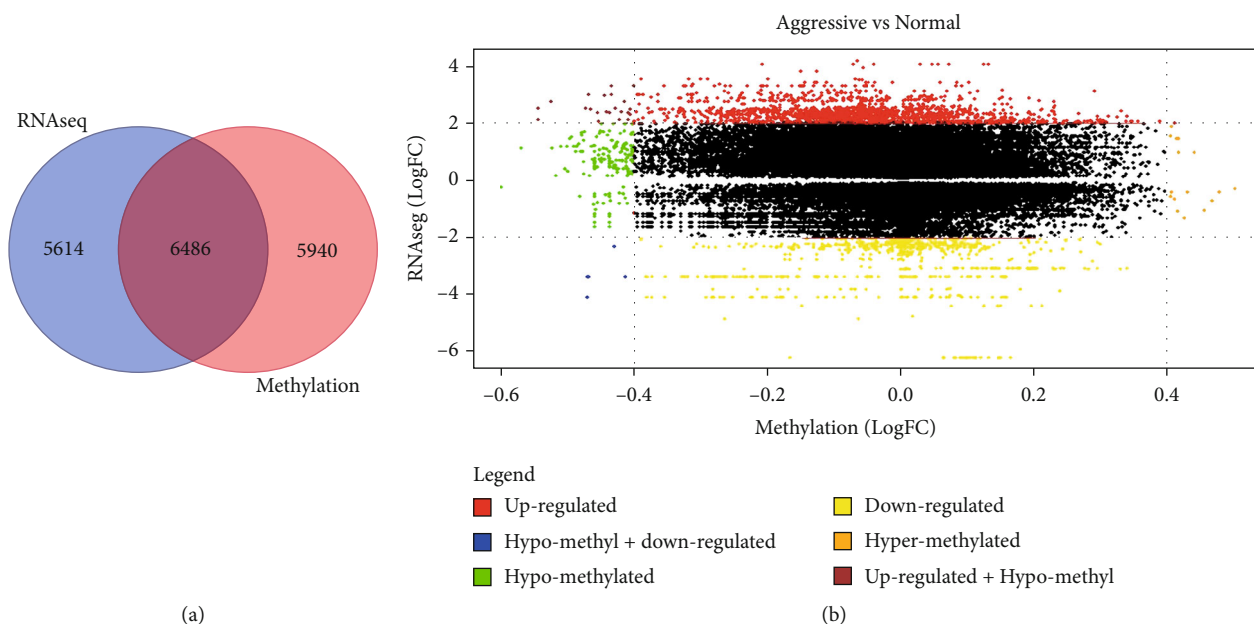 RNAseq
5614
6486
5940
Methylation
(a)
Aggressive vs Normal
RNAseg (LogFC)
4
2
0
−2
−4
−6
−0.6 −0.4 −0.2 0.0 0.2 0.4
Methylation (LogFC)
Legend
Up-regulated
Hypo-methyl + down-regulated
Hypo-methylated
Down-regulated
Hyper-methylated
Up-regulated + Hypo-methyl
(b)